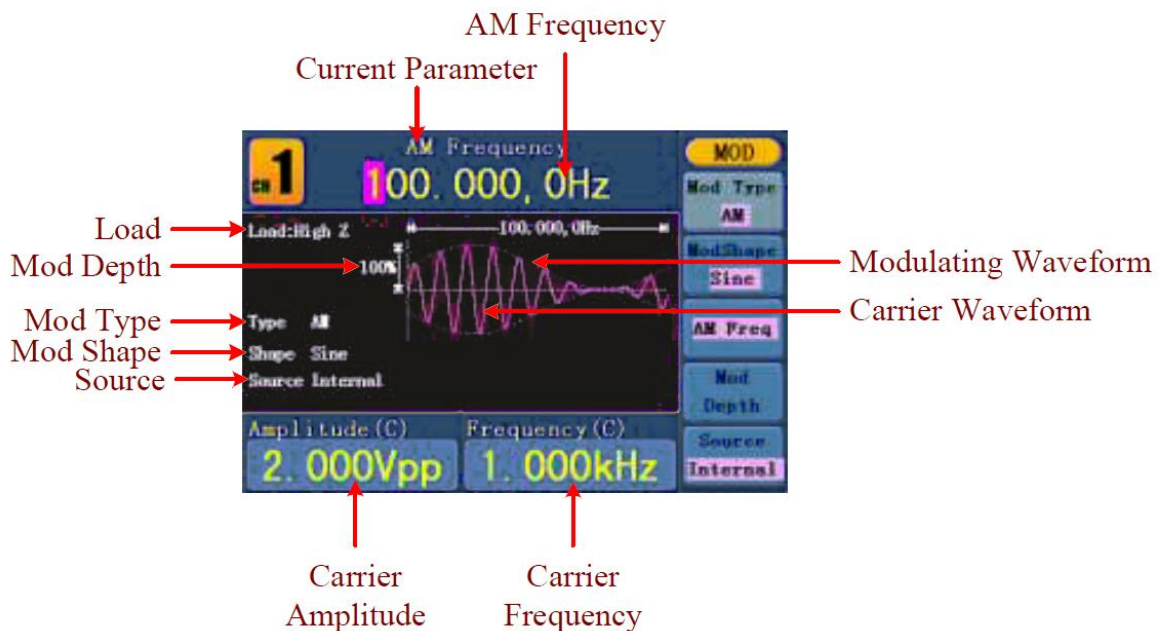 AM Frequency
Current Parameter
CH 1
AM Frequency
100.000,0Hz
MOD
Mod Type
AM
ModShape
Sine
AM Freq
Mod
Depth
Source
Internal
Load
Load:High Z
100.000,0Hz
Mod Depth
100%
Modulating Waveform
Carrier Waveform
Mod Type
Type AM
Mod Shape
Shape Sine
Source
Source Internal
Amplitude(C)
2.000Vpp
Frequency(C)
1.000kHz
Carrier
Amplitude
Carrier
Frequency